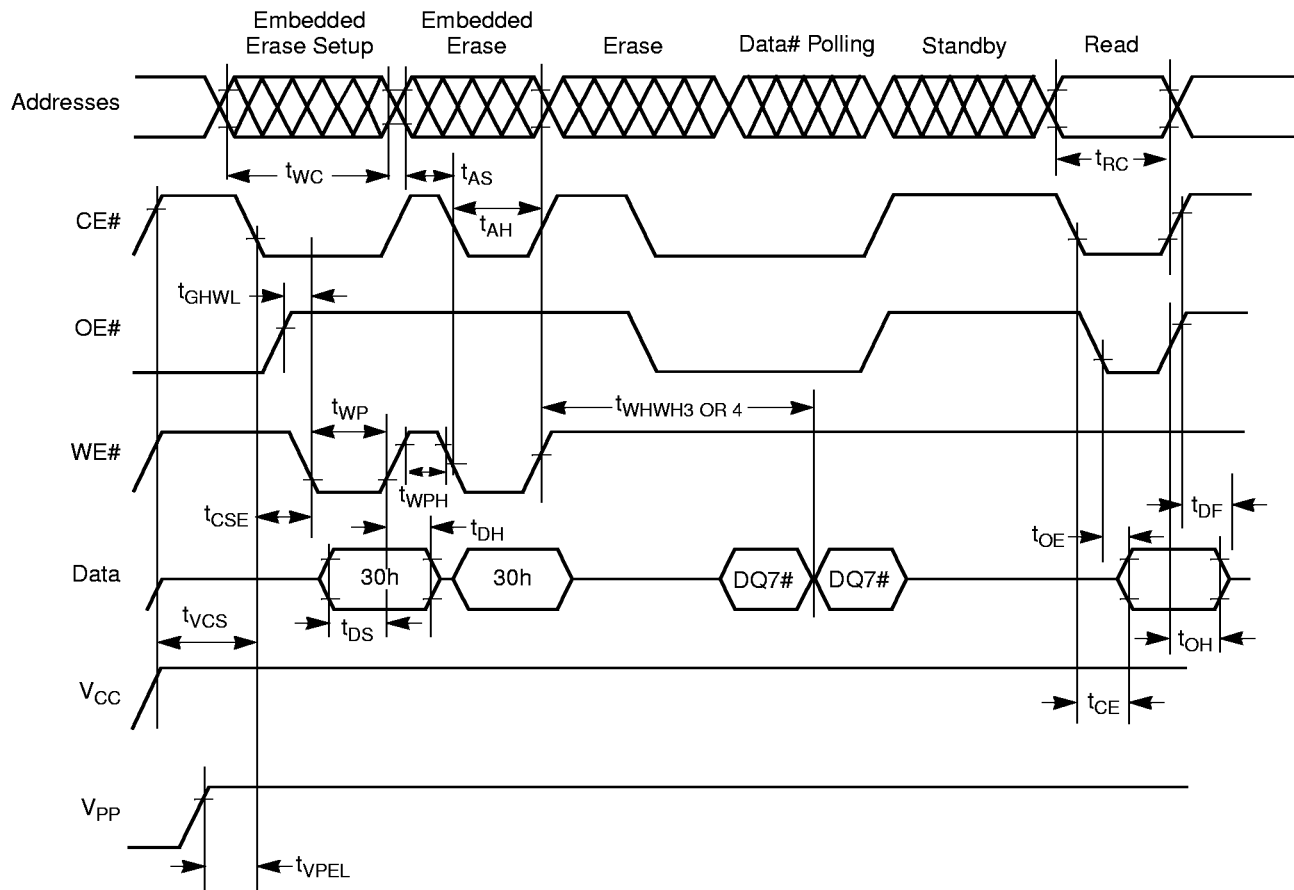 Embedded Erase Setup
Embedded Erase
Erase
Data# Polling
Standby
Read
Addresses
tWC
tAS
tRC
CE#
tAH
tGHWL
OE#
tWP
tWHWH3 OR 4
WE#
tWPH
tCSE
tDH
tDF
tOE
Data
30h
30h
DQ7#
DQ7#
tVCS
tDS
tOH
VCC
tCE
VPP
tVPEL